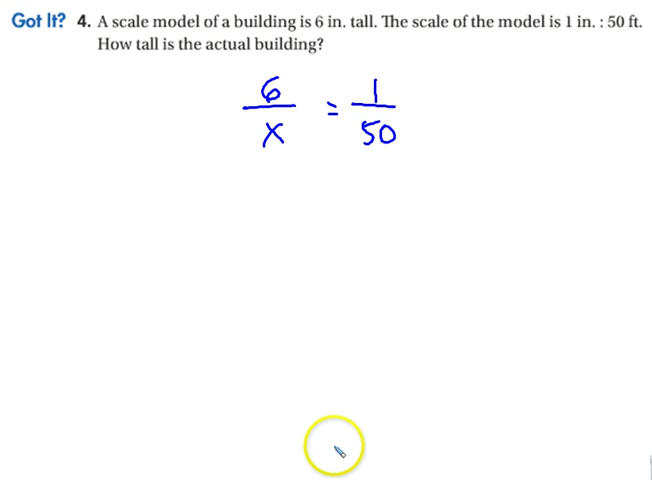 Got It? 4. A scale model of a building is 6 in. tall. The scale of the model is 1 in. : 50 ft.
How tall is the actual building?
6/x = 1/50